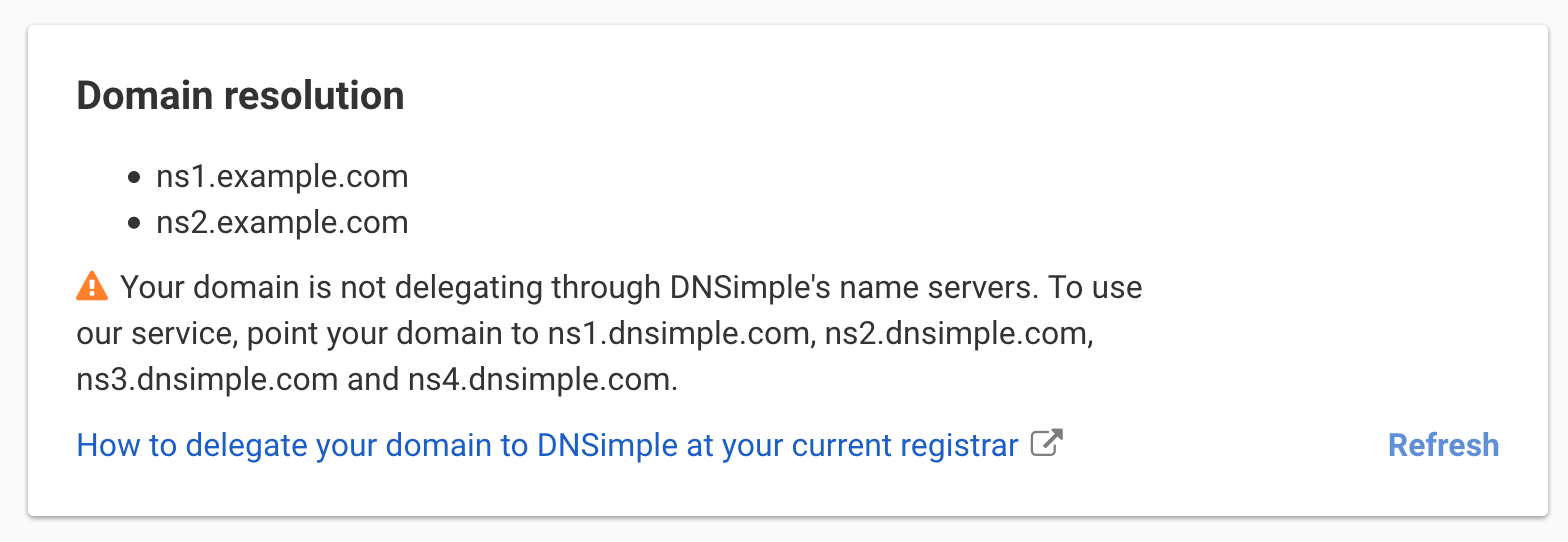 Domain resolution
ns1.example.com
ns2.example.com
Your domain is not delegating through DNSimple's name servers. To use
our service, point your domain to ns1.dnsimple.com, ns2.dnsimple.com,
ns3.dnsimple.com and ns4.dnsimple.com.
How to delegate your domain to DNSimple at your current registrar
Refresh